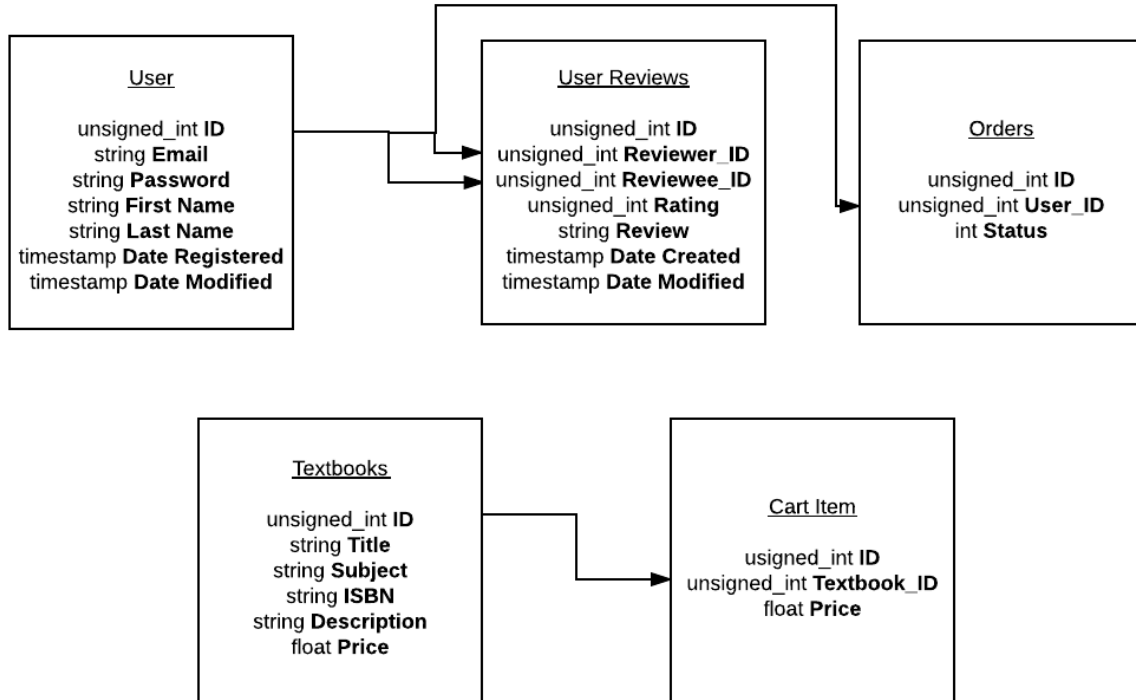 User
unsigned_int ID
string Email
string Password
string First Name
string Last Name
timestamp Date Registered
timestamp Date Modified
User Reviews
unsigned_int ID
unsigned_int Reviewer_ID
unsigned_int Reviewee_ID
unsigned_int Rating
string Review
timestamp Date Created
timestamp Date Modified
Orders
unsigned_int ID
unsigned_int User_ID
int Status
Textbooks
unsigned_int ID
string Title
string Subject
string ISBN
string Description
float Price
Cart Item
usigned_int ID
unsigned_int Textbook_ID
float Price